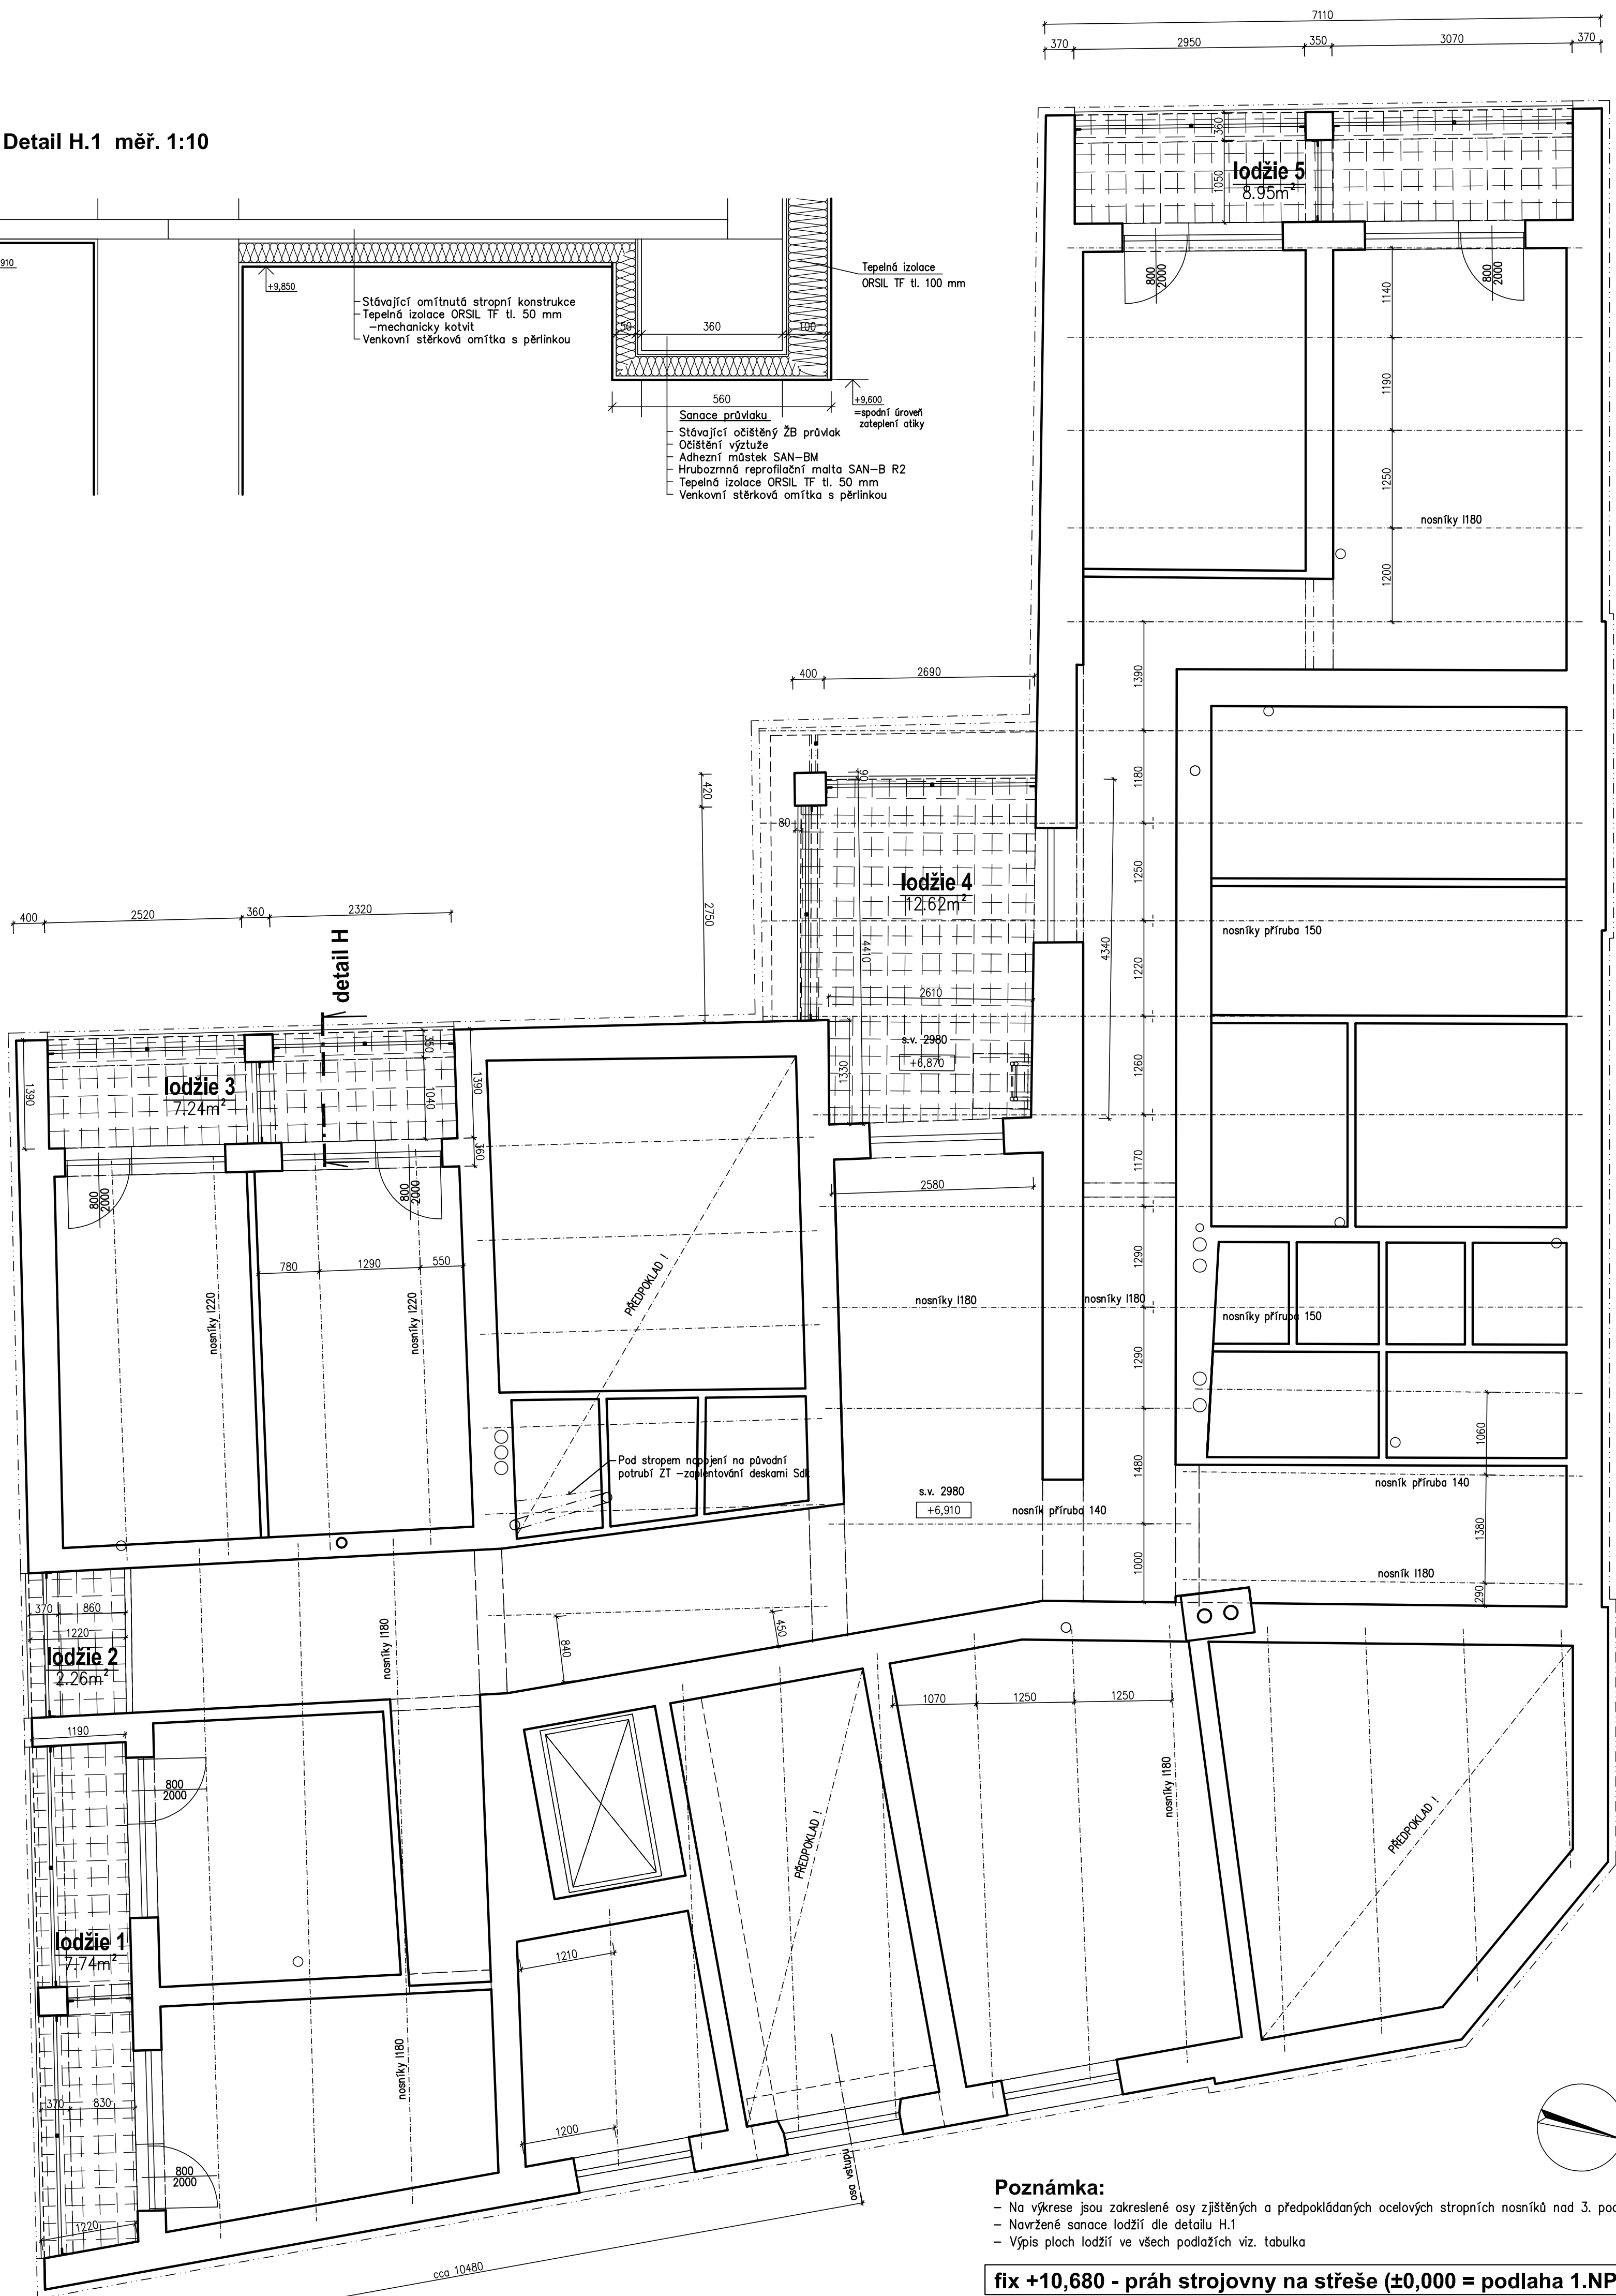 7110
370
2950
350
3070
370
Detail H.1 měř. 1:10
910
+9,850
Stávající omítnutá stropní konstrukce
Tepelná izolace ORSIL TF tl. 50 mm
–mechanicky kotvit
Venkovní stěrková omítka s pěrlinkou
Tepelná izolace
ORSIL TF tl. 100 mm
50
360
100
560
+9,600
=spodní úroveň
zateplení atiky
Sanace průvlaku
Stávající očištěný ŽB průvlak
Očištění výztuže
Adhezní můstek SAN–BM
Hrubozrnná reprofilační malta SAN–B R2
Tepelná izolace ORSIL TF tl. 50 mm
Venkovní stěrková omítka s pěrlinkou
360
1050
lodžie 5
8.95m²
800
2000
800
2000
1140
1190
1250
nosníky I180
1200
400
2690
1390
1180
420
90
80
2750
lodžie 4
12.62m²
4410
4340
1250
nosníky příruba 150
1220
2610
s.v. 2980
+6,870
1330
1260
1170
2580
400
2520
360
2320
detail H
1390
350
1040
1390
360
lodžie 3
7.24m²
800
2000
800
2000
780
1290
550
nosníky I220
nosníky I220
PŘEDPOKLAD !
1290
nosníky I180
nosníky I180
nosníky příruba 150
1290
1060
Pod stropem napojení na původní
potrubí ZT –zaplentování deskami Sdk
1480
s.v. 2980
+6,910
nosník příruba 140
nosník příruba 140
1380
1000
nosník I180
290
370
860
1220
lodžie 2
2.26m²
nosníky I180
840
450
1190
1070
1250
1250
800
2000
nosníky I180
PŘEDPOKLAD !
PŘEDPOKLAD !
lodžie 1
7.74m²
1210
nosníky I180
370
830
1200
800
2000
1220
osa vstupu
cca 10480
Poznámka:
– Na výkrese jsou zakreslené osy zjištěných a předpokládaných ocelových stropních nosníků nad 3. pod
– Navržené sanace lodžií dle detailu H.1
– Výpis ploch lodžií ve všech podlažích viz. tabulka
fix +10,680 - práh strojovny na střeše (±0,000 = podlaha 1.NP